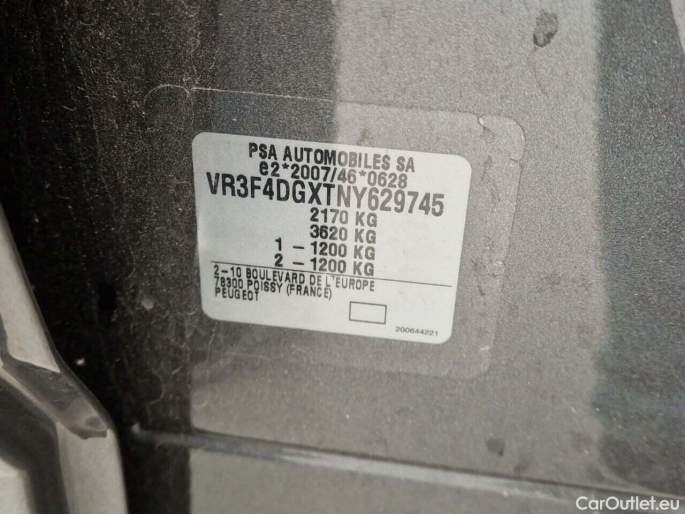 PSA AUTOMOBILES SA
e2*2007/46*0628
VR3F4DGXTNY629745
2170 KG
3620 KG
1 - 1200 KG
2 - 1200 KG
2-10 BOULEVARD DE L'EUROPE
78300 POISSY (FRANCE)
PEUGEOT
200644221
CarOutlet.eu